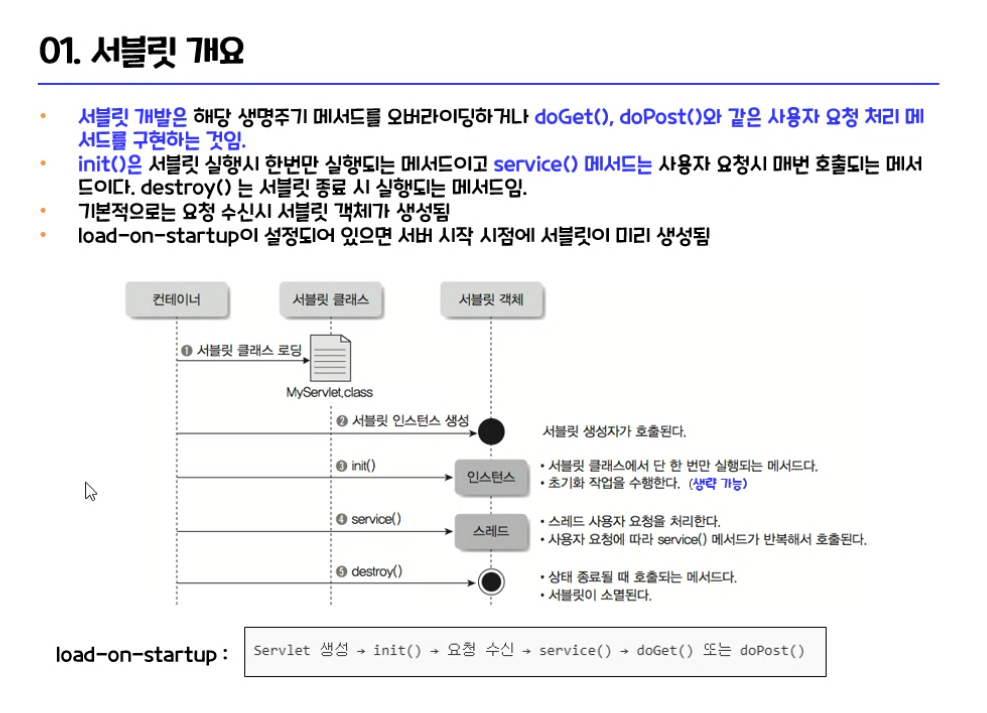 01. 서블릿 개요
• 서블릿 개발은 해당 생명주기 메서드를 오버라이딩하거나 doGet(), doPost()와 같은 사용자 요청 처리 메
서드를 구현하는 것임.
• init()은 서블릿 실행시 한번만 실행되는 메서드이고 service() 메서드는 사용자 요청시 매번 호출되는 메서
드이다. destroy() 는 서블릿 종료 시 실행되는 메서드임.
• 기본적으로는 요청 수신시 서블릿 객체가 생성됨
• load-on-startup이 설정되어 있으면 서버 시작 시점에 서블릿이 미리 생성됨
컨테이너
서블릿 클래스
서블릿 객체
❶ 서블릿 클래스 로딩
MyServlet.class
❷ 서블릿 인스턴스 생성
서블릿 생성자가 호출된다.
❸ init()
인스턴스
• 서블릿 클래스에서 단 한 번만 실행되는 메서드다.
• 초기화 작업을 수행한다. (생략 가능)
❹ service()
스레드
• 스레드 사용자 요청을 처리한다.
• 사용자 요청에 따라 service() 메서드가 반복해서 호출된다.
❺ destroy()
• 상태 종료될 때 호출되는 메서드다.
• 서블릿이 소멸된다.
load-on-startup :
Servlet 생성 → init() → 요청 수신 → service() → doGet() 또는 doPost()